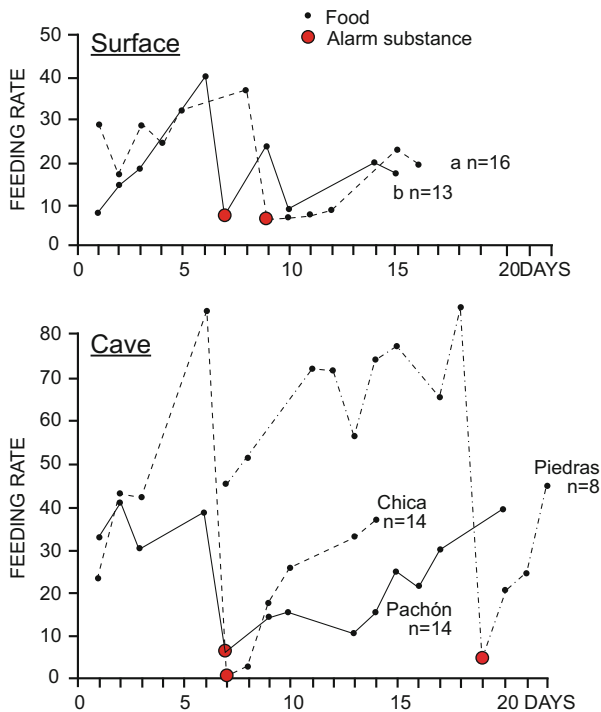 Food
Alarm substance
Surface
FEEDING RATE
50
40
30
20
10
0
a n=16
b n=13
0 5 10 15 20DAYS
Cave
FEEDING RATE
80
70
60
50
40
30
20
10
0
Piedras
n=8
Chica
n=14
Pachón
n=14
0 5 10 15 20 DAYS